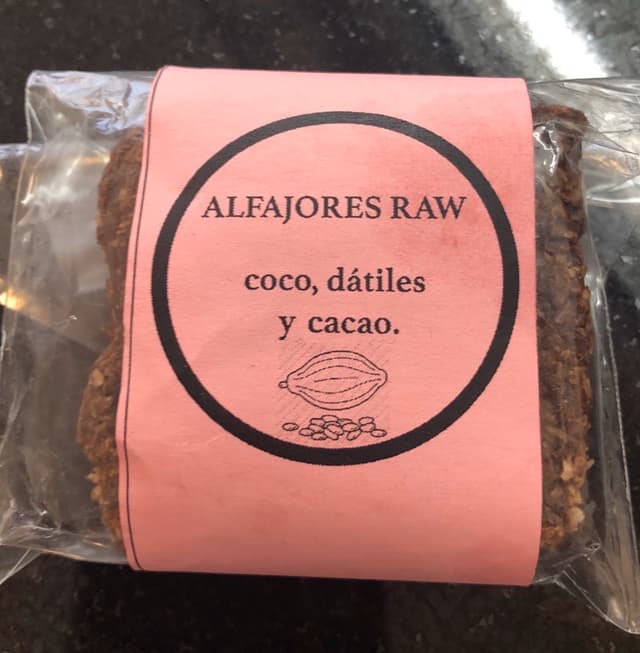 ALFAJORES RAW
coco, dátiles
y cacao.